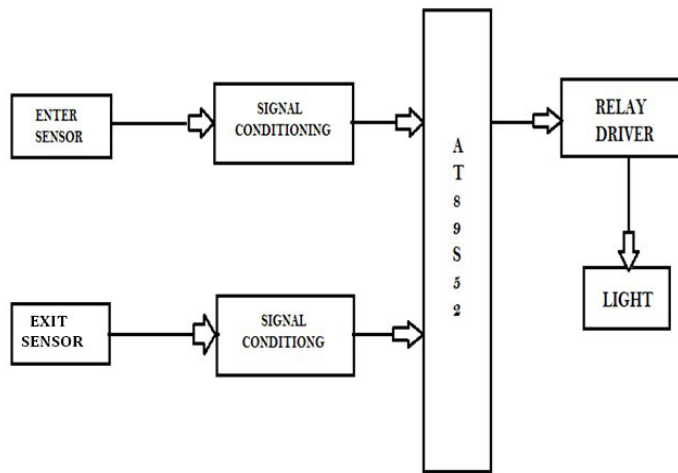 ENTER
SENSOR
SIGNAL
CONDITIONING
A
T
8
9
S
5
2
RELAY
DRIVER
LIGHT
EXIT
SENSOR
SIGNAL
CONDITIONG